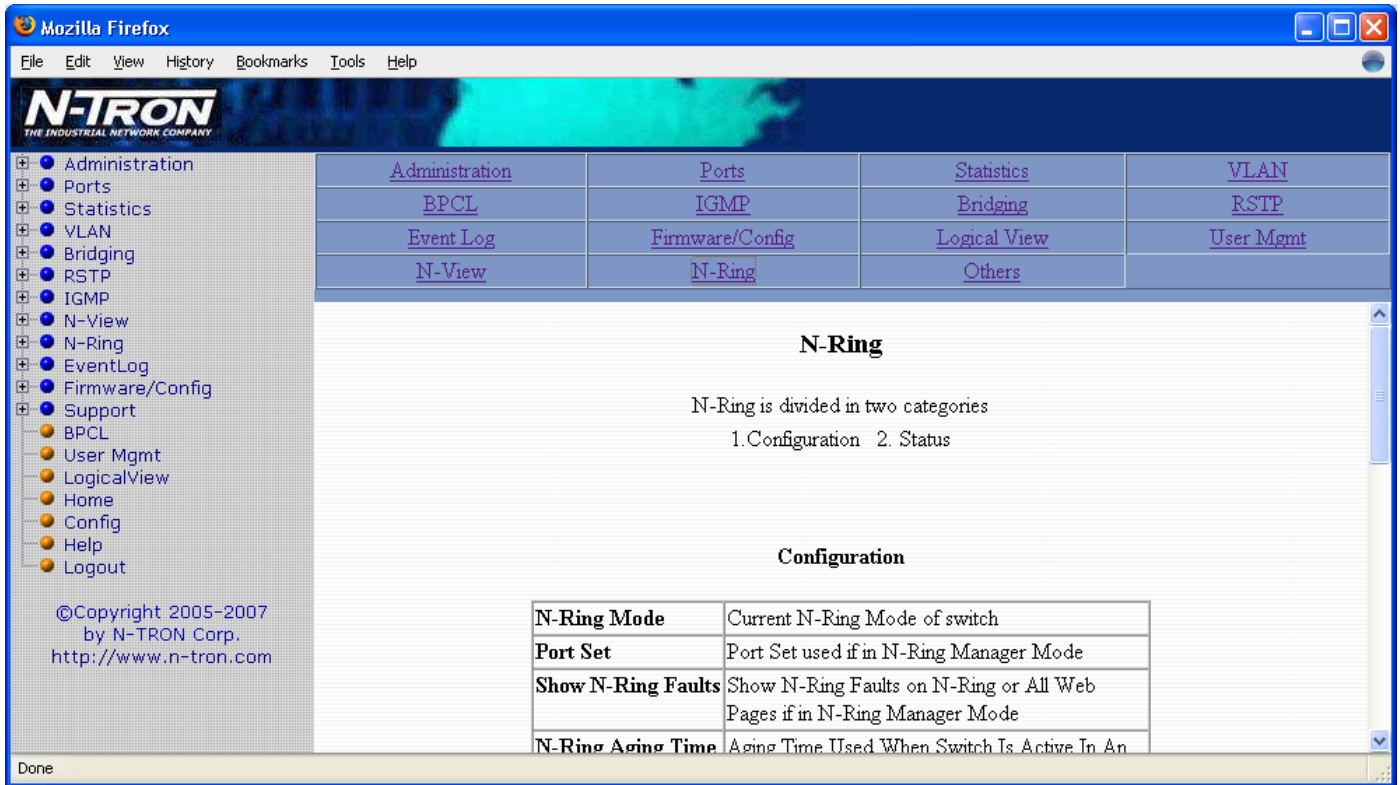 Mozilla Firefox
File Edit View History Bookmarks Tools Help
N-TRON
THE INDUSTRIAL NETWORK COMPANY
Administration
Ports
Statistics
VLAN
Bridging
RSTP
IGMP
N-View
N-Ring
EventLog
Firmware/Config
Support
BPCL
User Mgmt
LogicalView
Home
Config
Help
Logout
©Copyright 2005-2007
by N-TRON Corp.
http://www.n-tron.com
Administration Ports Statistics VLAN
BPCL IGMP Bridging RSTP
Event Log Firmware/Config Logical View User Mgmt
N-View N-Ring Others
N-Ring
N-Ring is divided in two categories
1.Configuration 2. Status
Configuration
N-Ring Mode Current N-Ring Mode of switch
Port Set Port Set used if in N-Ring Manager Mode
Show N-Ring Faults Show N-Ring Faults on N-Ring or All Web
Pages if in N-Ring Manager Mode
N-Ring Aging Time Aging Time Used When Switch Is Active In An
Done